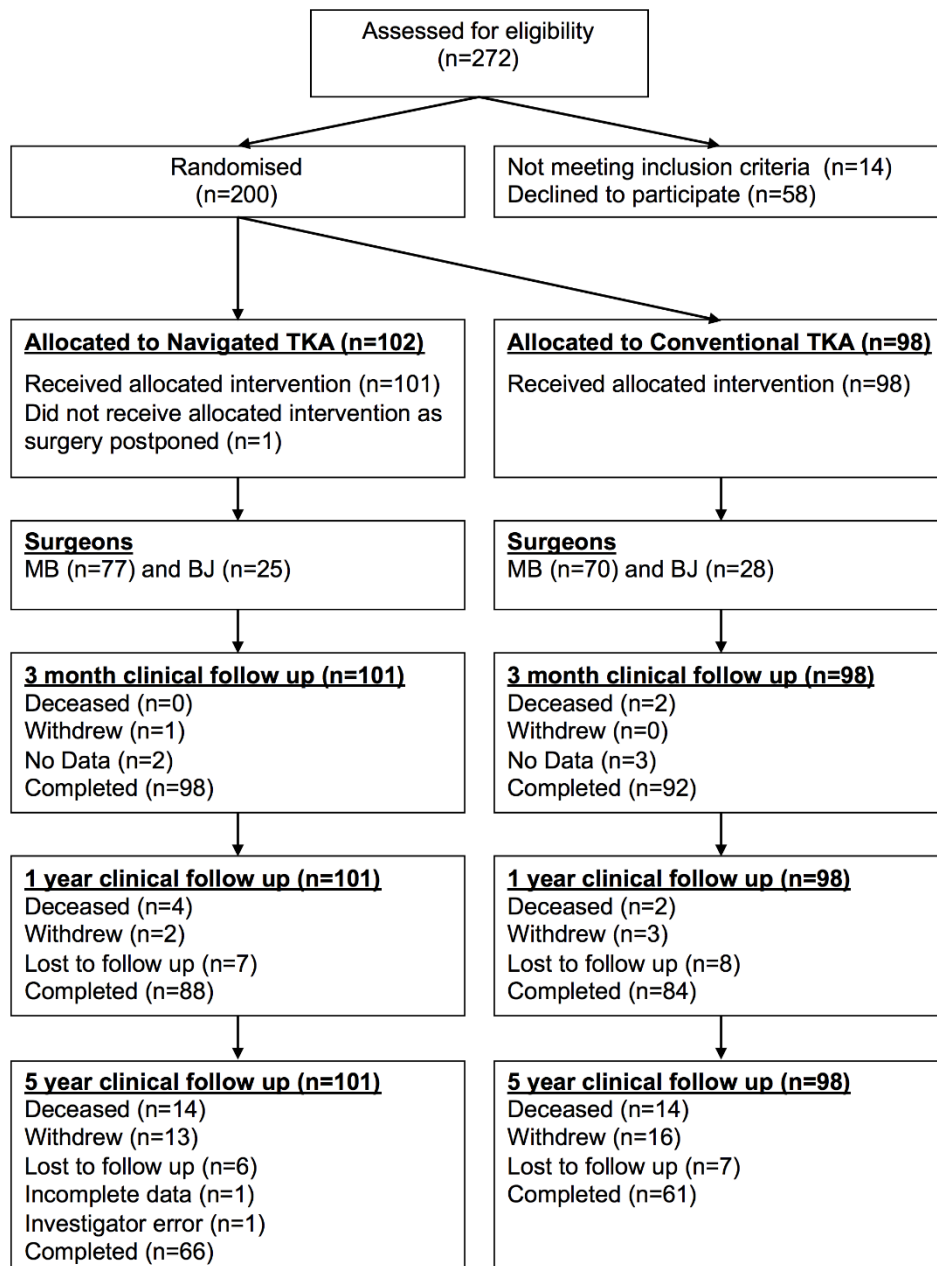 Assessed for eligibility
(n=272)
Randomised
(n=200)
Not meeting inclusion criteria  (n=14)
Declined to participate (n=58)
Allocated to Navigated TKA (n=102)
Received allocated intervention (n=101)
Did not receive allocated intervention as
surgery postponed (n=1)
Allocated to Conventional TKA (n=98)
Received allocated intervention (n=98)
Surgeons
MB (n=77) and BJ (n=25)
Surgeons
MB (n=70) and BJ (n=28)
3 month clinical follow up (n=101)
Deceased (n=0)
Withdrew (n=1)
No Data (n=2)
Completed (n=98)
3 month clinical follow up (n=98)
Deceased (n=2)
Withdrew (n=0)
No Data (n=3)
Completed (n=92)
1 year clinical follow up (n=101)
Deceased (n=4)
Withdrew (n=2)
Lost to follow up (n=7)
Completed (n=88)
1 year clinical follow up (n=98)
Deceased (n=2)
Withdrew (n=3)
Lost to follow up (n=8)
Completed (n=84)
5 year clinical follow up (n=101)
Deceased (n=14)
Withdrew (n=13)
Lost to follow up (n=6)
Incomplete data (n=1)
Investigator error (n=1)
Completed (n=66)
5 year clinical follow up (n=98)
Deceased (n=14)
Withdrew (n=16)
Lost to follow up (n=7)
Completed (n=61)